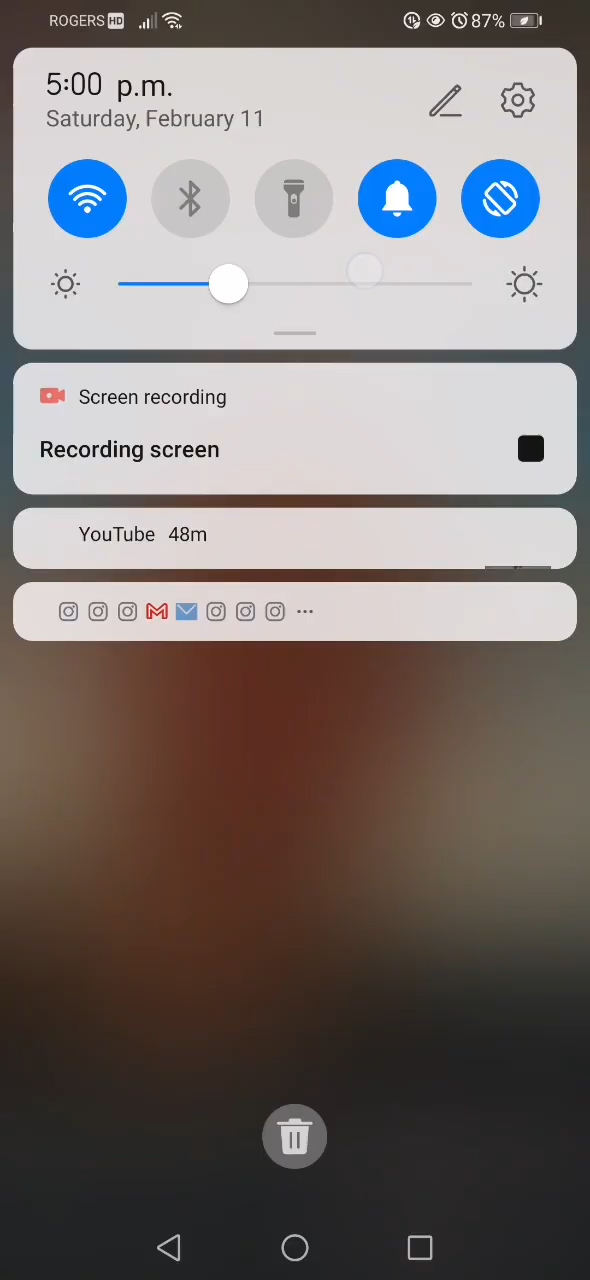 ROGERS HD 87%
5:00 p.m.
Saturday, February 11
Screen recording
Recording screen
YouTube 48m